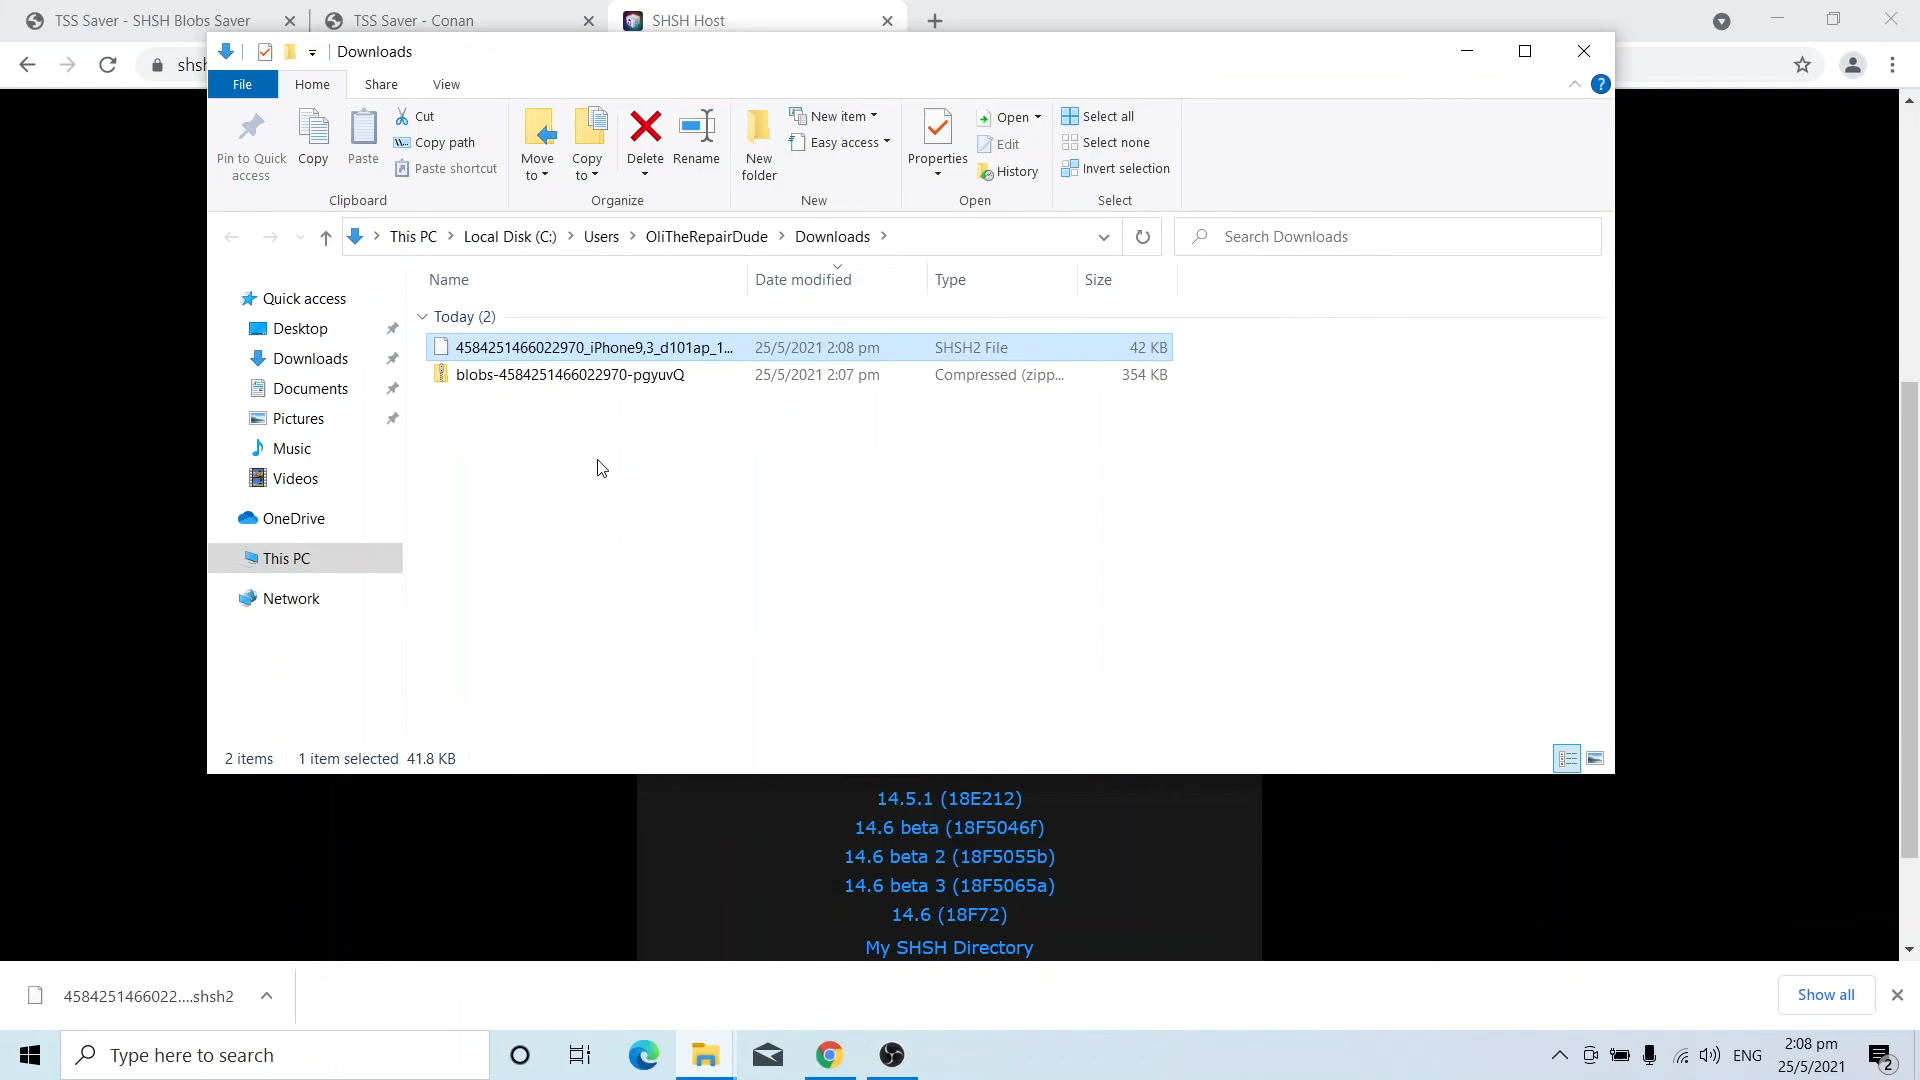 TSS Saver - SHSH Blobs Saver
TSS Saver - Conan
SHSH Host
Downloads
File
Home
Share
View
Pin to Quick access
Copy
Paste
Cut
Copy path
Paste shortcut
Clipboard
Move to
Copy to
Delete
Rename
Organize
New folder
New item
Easy access
New
Properties
Open
Edit
History
Open
Select all
Select none
Invert selection
Select
This PC
Local Disk (C:)
Users
OliTheRepairDude
Downloads
Search Downloads
Name
Date modified
Type
Size
Today (2)
4584251466022970_iPhone9,3_d101ap_1... 25/5/2021 2:08 pm SHSH2 File 42 KB
blobs-4584251466022970-pgyuvQ 25/5/2021 2:07 pm Compressed (zipp... 354 KB
Quick access
Desktop
Downloads
Documents
Pictures
Music
Videos
OneDrive
This PC
Network
2 items 1 item selected 41.8 KB
14.5.1 (18E212)
14.6 beta (18F5046f)
14.6 beta 2 (18F5055b)
14.6 beta 3 (18F5065a)
14.6 (18F72)
My SHSH Directory
4584251466022....shsh2
Show all
Type here to search
ENG
2:08 pm
25/5/2021
2